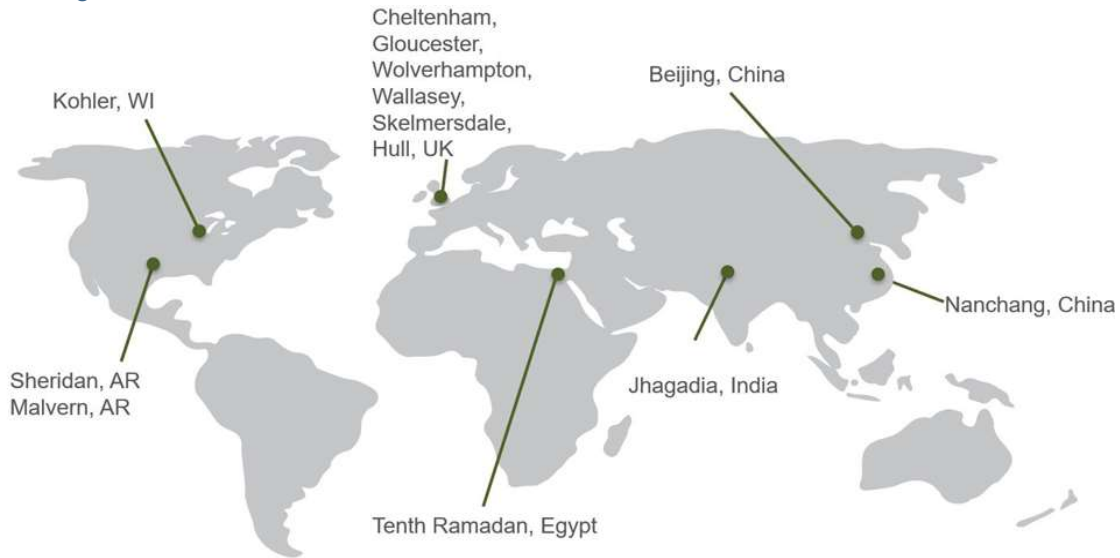 Cheltenham,
Gloucester,
Wolverhampton,
Wallasey,
Skelmersdale,
Hull, UK
Beijing, China
Kohler, WI
Nanchang, China
Sheridan, AR
Malvern, AR
Jhagadia, India
Tenth Ramadan, Egypt